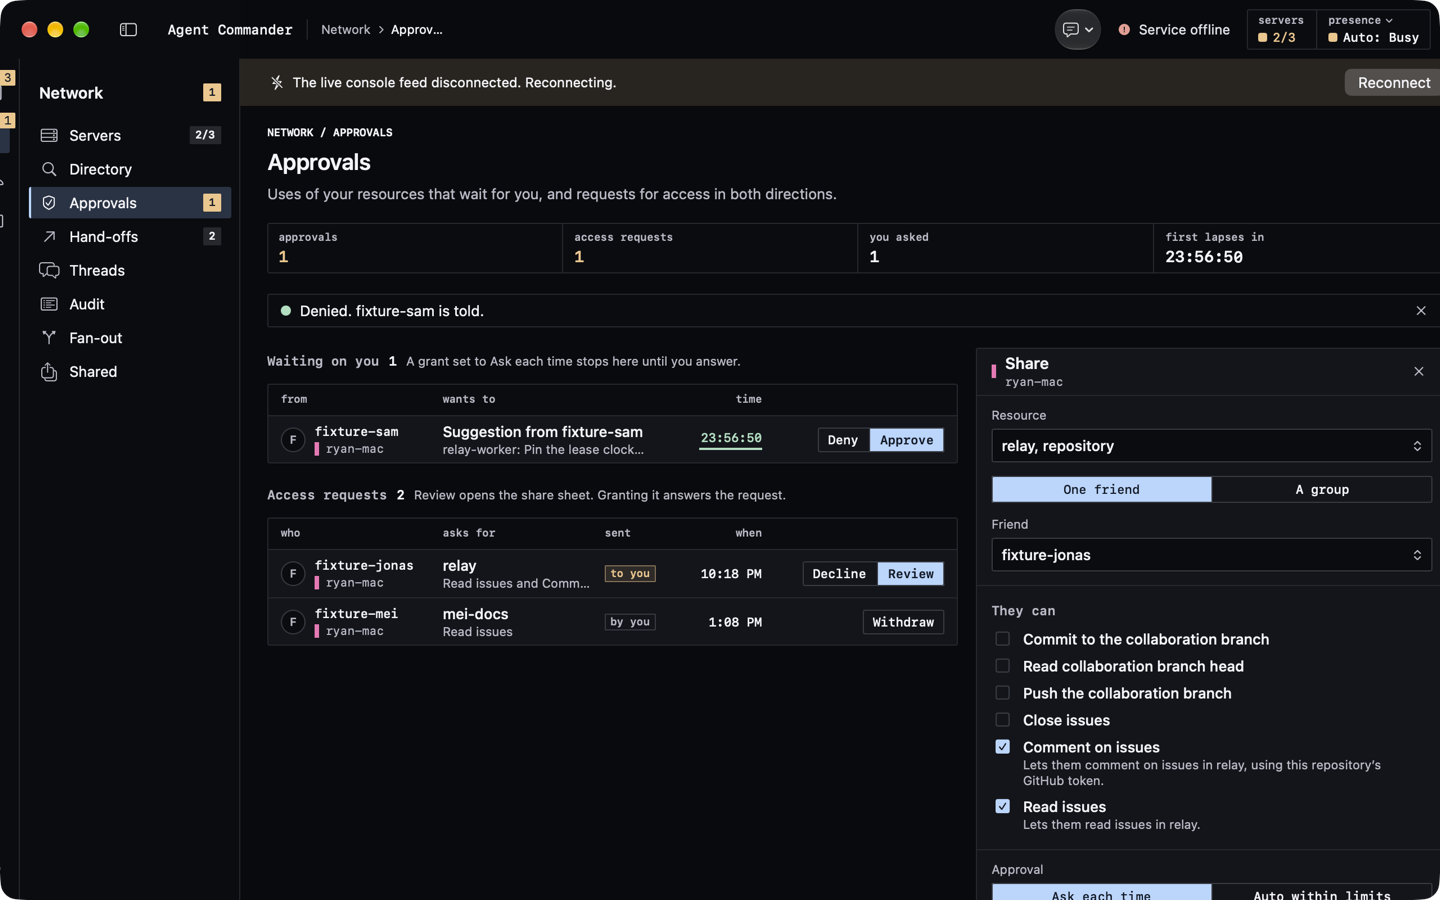 Agent Commander
Network > Approv...
Service offline
servers
2/3
presence
Auto: Busy
3
1
Network
1
Servers
2/3
Directory
Approvals
1
Hand-offs
2
Threads
Audit
Fan-out
Shared
The live console feed disconnected. Reconnecting.
Reconnect
NETWORK / APPROVALS
Approvals
Uses of your resources that wait for you, and requests for access in both directions.
approvals
1
access requests
1
you asked
1
first lapses in
23:56:50
Denied. fixture-sam is told.
Waiting on you 1 A grant set to Ask each time stops here until you answer.
from
wants to
time
F
fixture-sam
ryan-mac
Suggestion from fixture-sam
relay-worker: Pin the lease clock...
23:56:50
Deny
Approve
Access requests 2 Review opens the share sheet. Granting it answers the request.
who
asks for
sent
when
F
fixture-jonas
ryan-mac
relay
Read issues and Comm...
to you
10:18 PM
Decline
Review
F
fixture-mei
ryan-mac
mei-docs
Read issues
by you
1:08 PM
Withdraw
Share
ryan-mac
Resource
relay, repository
One friend
A group
Friend
fixture-jonas
They can
Commit to the collaboration branch
Read collaboration branch head
Push the collaboration branch
Close issues
Comment on issues
Lets them comment on issues in relay, using this repository's
GitHub token.
Read issues
Lets them read issues in relay.
Approval
Ask each time
Auto within limits